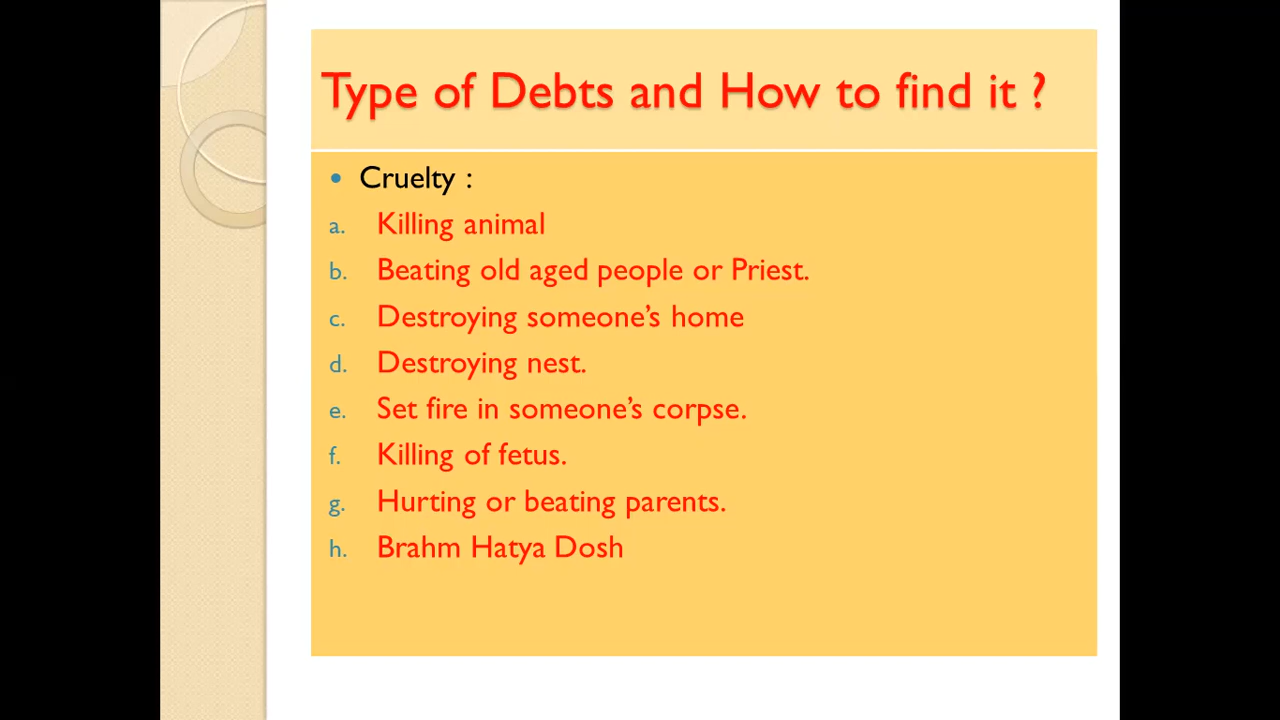 Type of Debts and How to find it ?
• Cruelty :
a. Killing animal
b. Beating old aged people or Priest.
c. Destroying someone’s home
d. Destroying nest.
e. Set fire in someone’s corpse.
f. Killing of fetus.
g. Hurting or beating parents.
h. Brahm Hatya Dosh